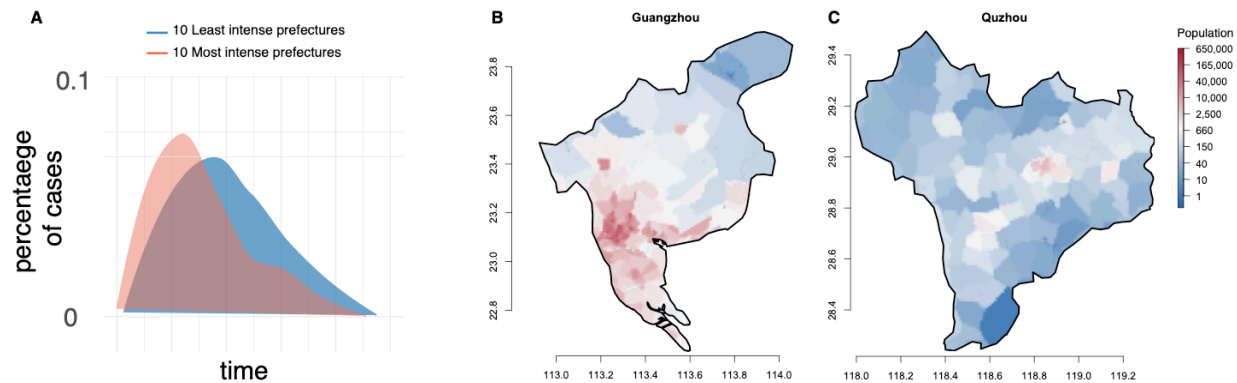 A
10 Least intense prefectures
10 Most intense prefectures
0.1
percentaege
of cases
0
time
B
Guangzhou
23.8
23.6
23.4
23.2
23.0
22.8
113.0 113.2 113.4 113.6 113.8 114.0
C
Quzhou
29.4
29.2
29.0
28.8
28.6
28.4
118.0 118.2 118.4 118.6 118.8 119.0 119.2
Population
650,000
165,000
40,000
10,000
2,500
660
150
40
10
1